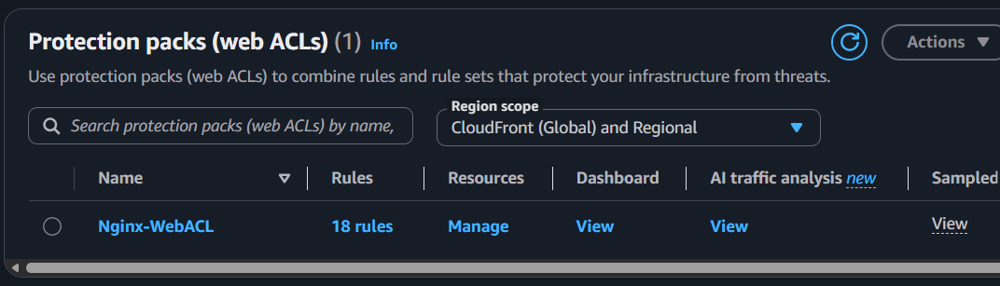 Protection packs (web ACLs) (1) Info
Actions
Use protection packs (web ACLs) to combine rules and rule sets that protect your infrastructure from threats.
Region scope
Search protection packs (web ACLs) by name,
CloudFront (Global) and Regional
Name Rules Resources Dashboard AI traffic analysis new Sampled
Nginx-WebACL 18 rules Manage View View View